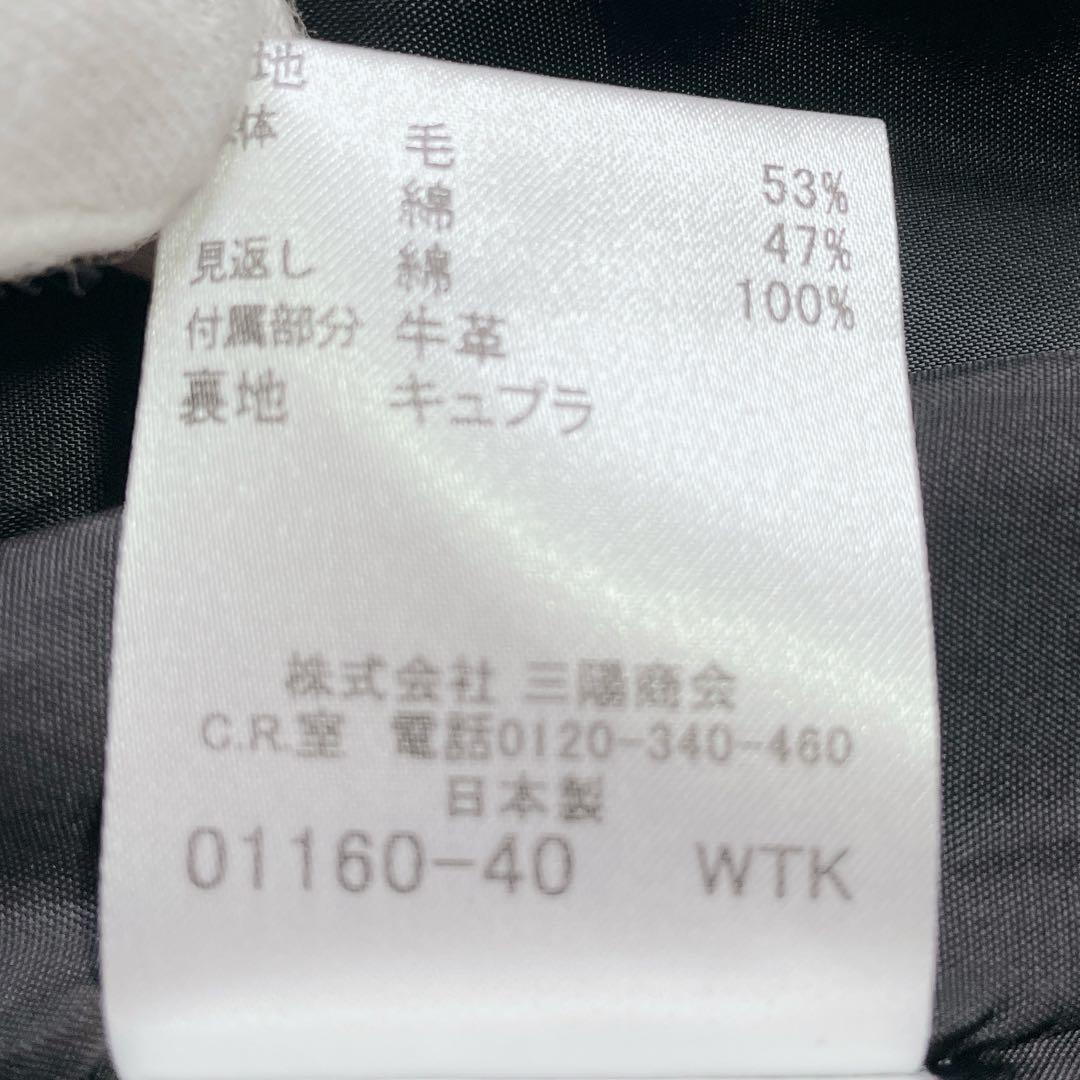 地
体 毛 53%
綿 47%
見返し 綿 100%
付属部分 牛革
裏地 キュプラ
株式会社 三陽商会
C.R.室 電話0120-340-460
日本製
01160-40 WTK